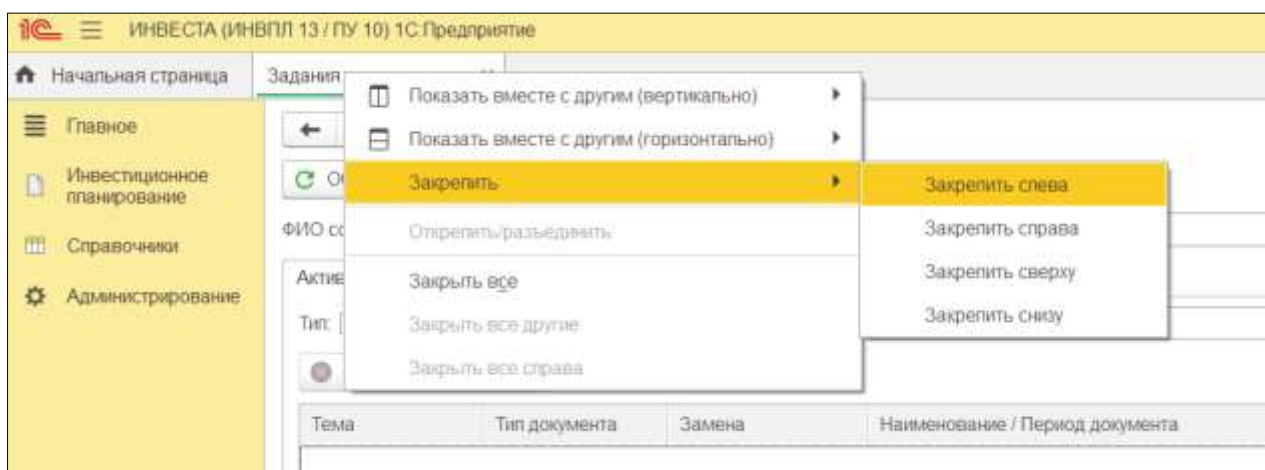 1С ИНВЕСТА (ИНВПЛ 13 / ПУ 10) 1С:Предприятие
Начальная страница
Задания
Главное
Инвестиционное
планирование
Справочники
Администрирование
Показать вместе с другим (вертикально)
Показать вместе с другим (горизонтально)
Закрепить
Открепить/разъединить
Закрыть все
Закрыть все другие
Закрыть все справа
Закрепить слева
Закрепить справа
Закрепить сверху
Закрепить снизу
ФИО
Тип:
Тема Тип документа Замена Наименование / Период документа